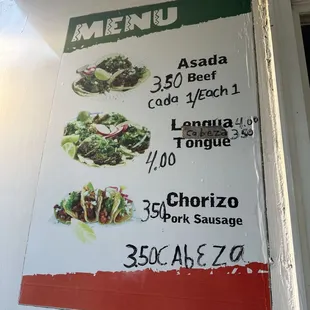 MENU
Asada
3.50 Beef
Cada 1/Each 1
Lengua 4.00
CaBeza 3.50
Tongue
4.00
Chorizo
3.50 Pork Sausage
3.50 CABEZA